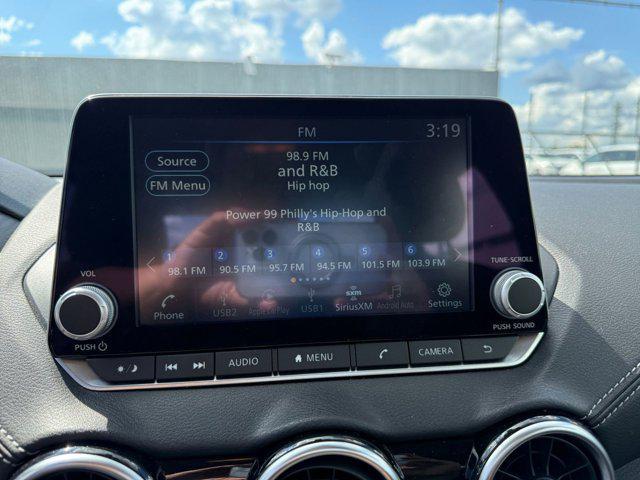 FM
3:19
Source
98.9 FM
and R&B
Hip hop
FM Menu
Power 99 Philly's Hip-Hop and
R&B
1 2 3 4 5 6
98.1 FM 90.5 FM 95.7 FM 94.5 FM 101.5 FM 103.9 FM
sxm
Phone USB2 Apple CarPlay USB1 SiriusXM Android Auto Settings
VOL
PUSH
TUNE-SCROLL
PUSH SOUND
AUDIO MENU CAMERA